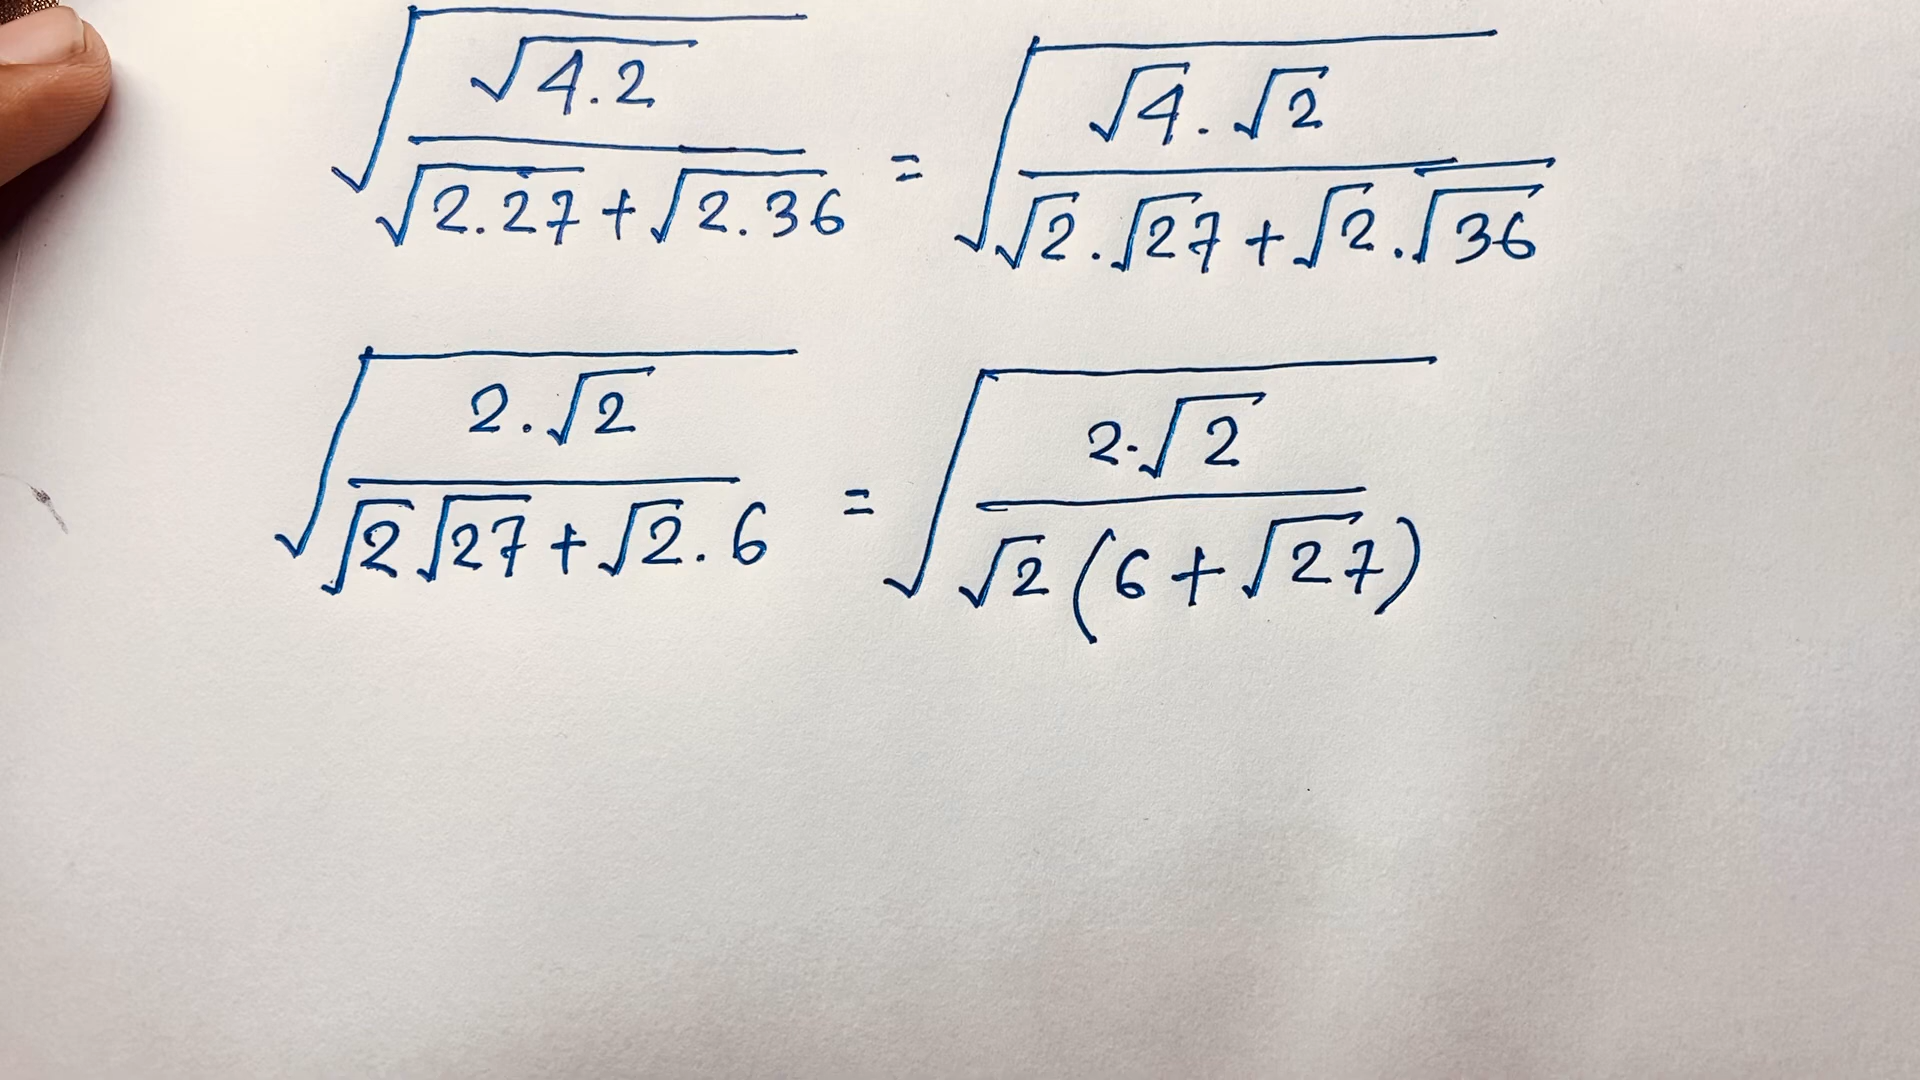 √(√(4.2) / (√(2.27) + √(2.36))) = √((√4 . √2) / (√2 . √27 + √2 . √36))
√((2 . √2) / (√2 √27 + √2 . 6)) = √((2 . √2) / (√2 (6 + √27)))